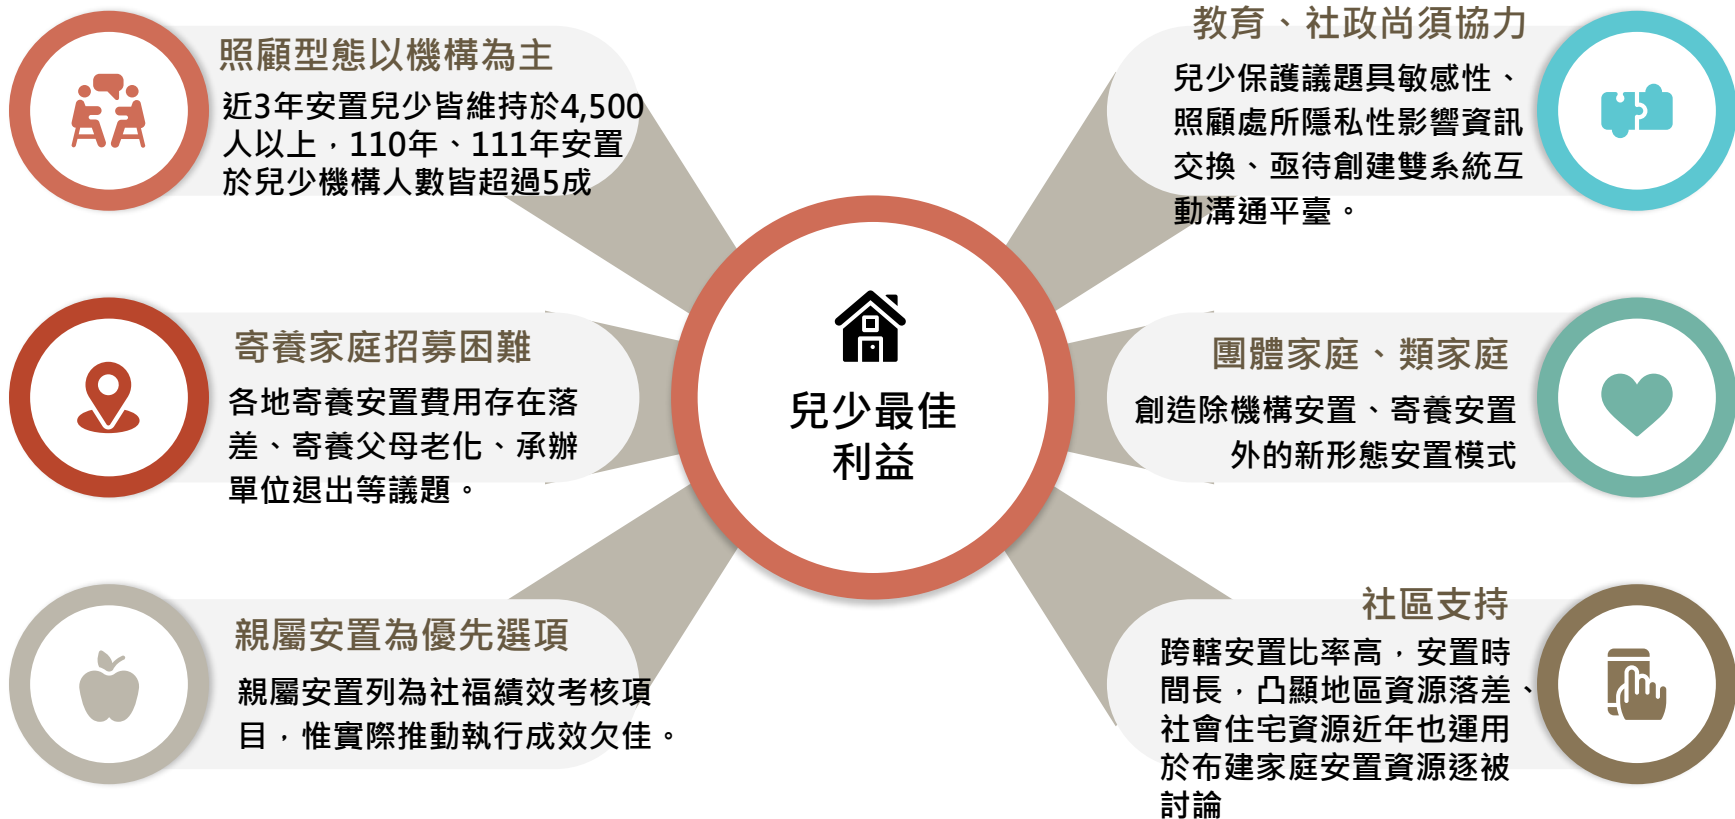 照顧型態以機構為主
近3年安置兒少皆維持於4,500
人以上，110年、111年安置
於兒少機構人數皆超過5成
寄養家庭招募困難
各地寄養安置費用存在落
差、寄養父母老化、承辦
單位退出等議題。
親屬安置為優先選項
親屬安置列為社福績效考核項
目，惟實際推動執行成效欠佳。
兒少最佳
利益
教育、社政尚須協力
兒少保護議題具敏感性、
照顧處所隱私性影響資訊
交換、亟待創建雙系統互
動溝通平臺。
團體家庭、類家庭
創造除機構安置、寄養安置
外的新形態安置模式
社區支持
跨轄安置比率高，安置時
間長，凸顯地區資源落差、
社會住宅資源近年也運用
於布建家庭安置資源逐被
討論